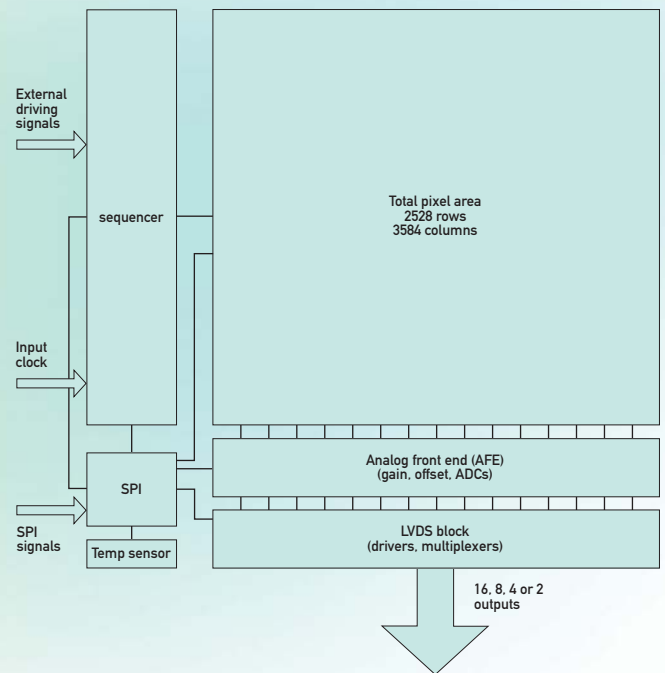 External
driving
signals
sequencer
Total pixel area
2528 rows
3584 columns
Input
clock
Analog front end (AFE)
(gain, offset, ADCs)
SPI
SPI
signals
LVDS block
(drivers, multiplexers)
Temp sensor
16, 8, 4 or 2
outputs